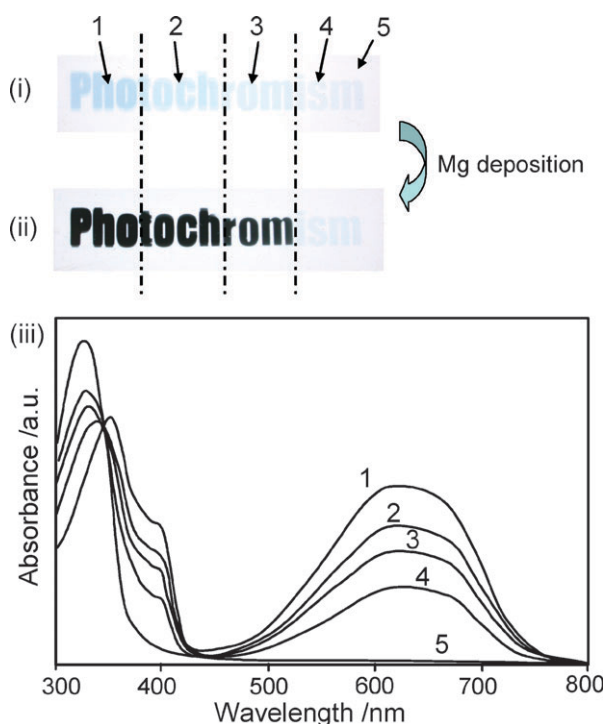 1 2 3 4 5
(i) Photochromism
Mg deposition
(ii) Photochromism
(iii)
Absorbance /a.u.
1
2
3
4
5
300 400 500 600 700 800
Wavelength /nm